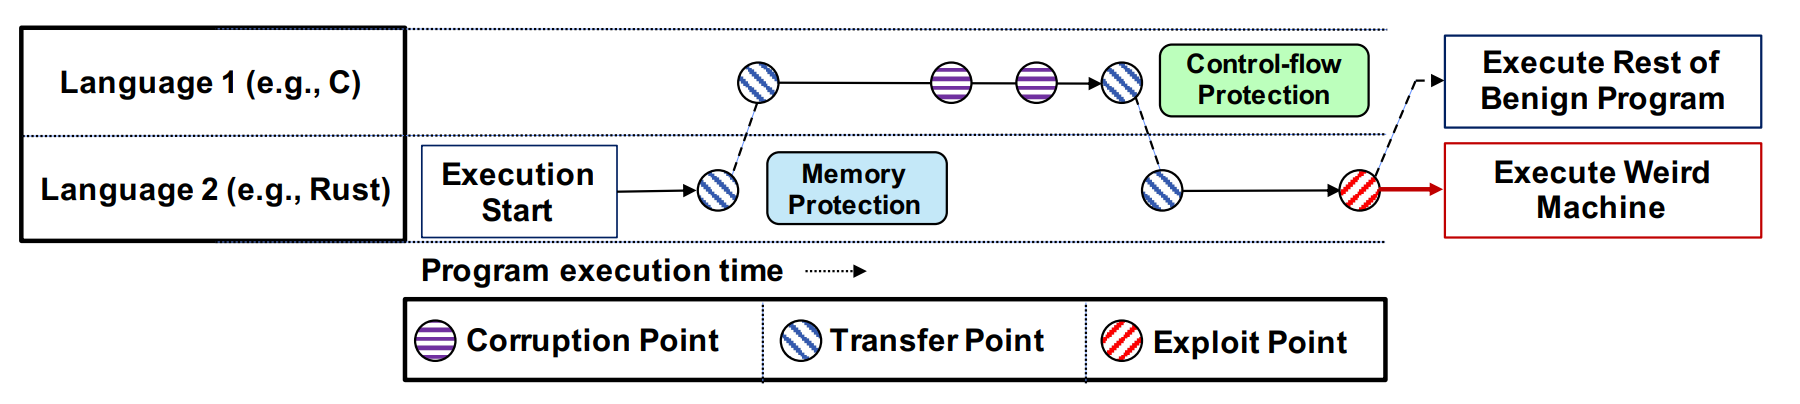 Language 1 (e.g., C)
Control-flow
Protection
Execute Rest of
Benign Program
Language 2 (e.g., Rust)
Execution
Start
Memory
Protection
Execute Weird
Machine
Program execution time
Corruption Point
Transfer Point
Exploit Point